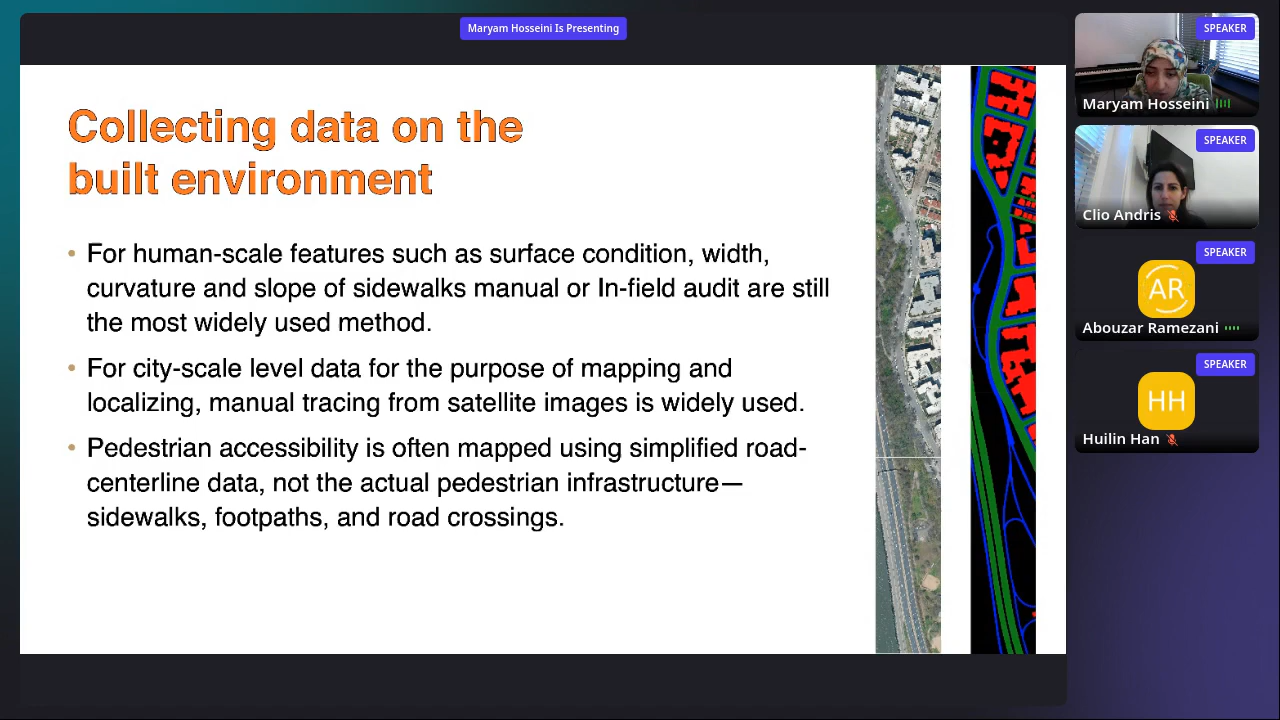 Maryam Hosseini Is Presenting
Collecting data on the
built environment
• For human-scale features such as surface condition, width,
curvature and slope of sidewalks manual or In-field audit are still
the most widely used method.
• For city-scale level data for the purpose of mapping and
localizing, manual tracing from satellite images is widely used.
• Pedestrian accessibility is often mapped using simplified road-
centerline data, not the actual pedestrian infrastructure—
sidewalks, footpaths, and road crossings.
SPEAKER
Maryam Hosseini
SPEAKER
Clio Andris
SPEAKER
AR
Abouzar Ramezani
SPEAKER
HH
Huilin Han